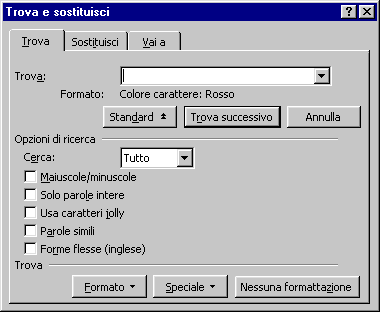 Trova e sostituisci
Trova Sostituisci Vai a
Trova:
Formato: Colore carattere: Rosso
Standard Trova successivo Annulla
Opzioni di ricerca
Cerca: Tutto
Maiuscole/minuscole
Solo parole intere
Usa caratteri jolly
Parole simili
Forme flesse (inglese)
Trova
Formato Speciale Nessuna formattazione